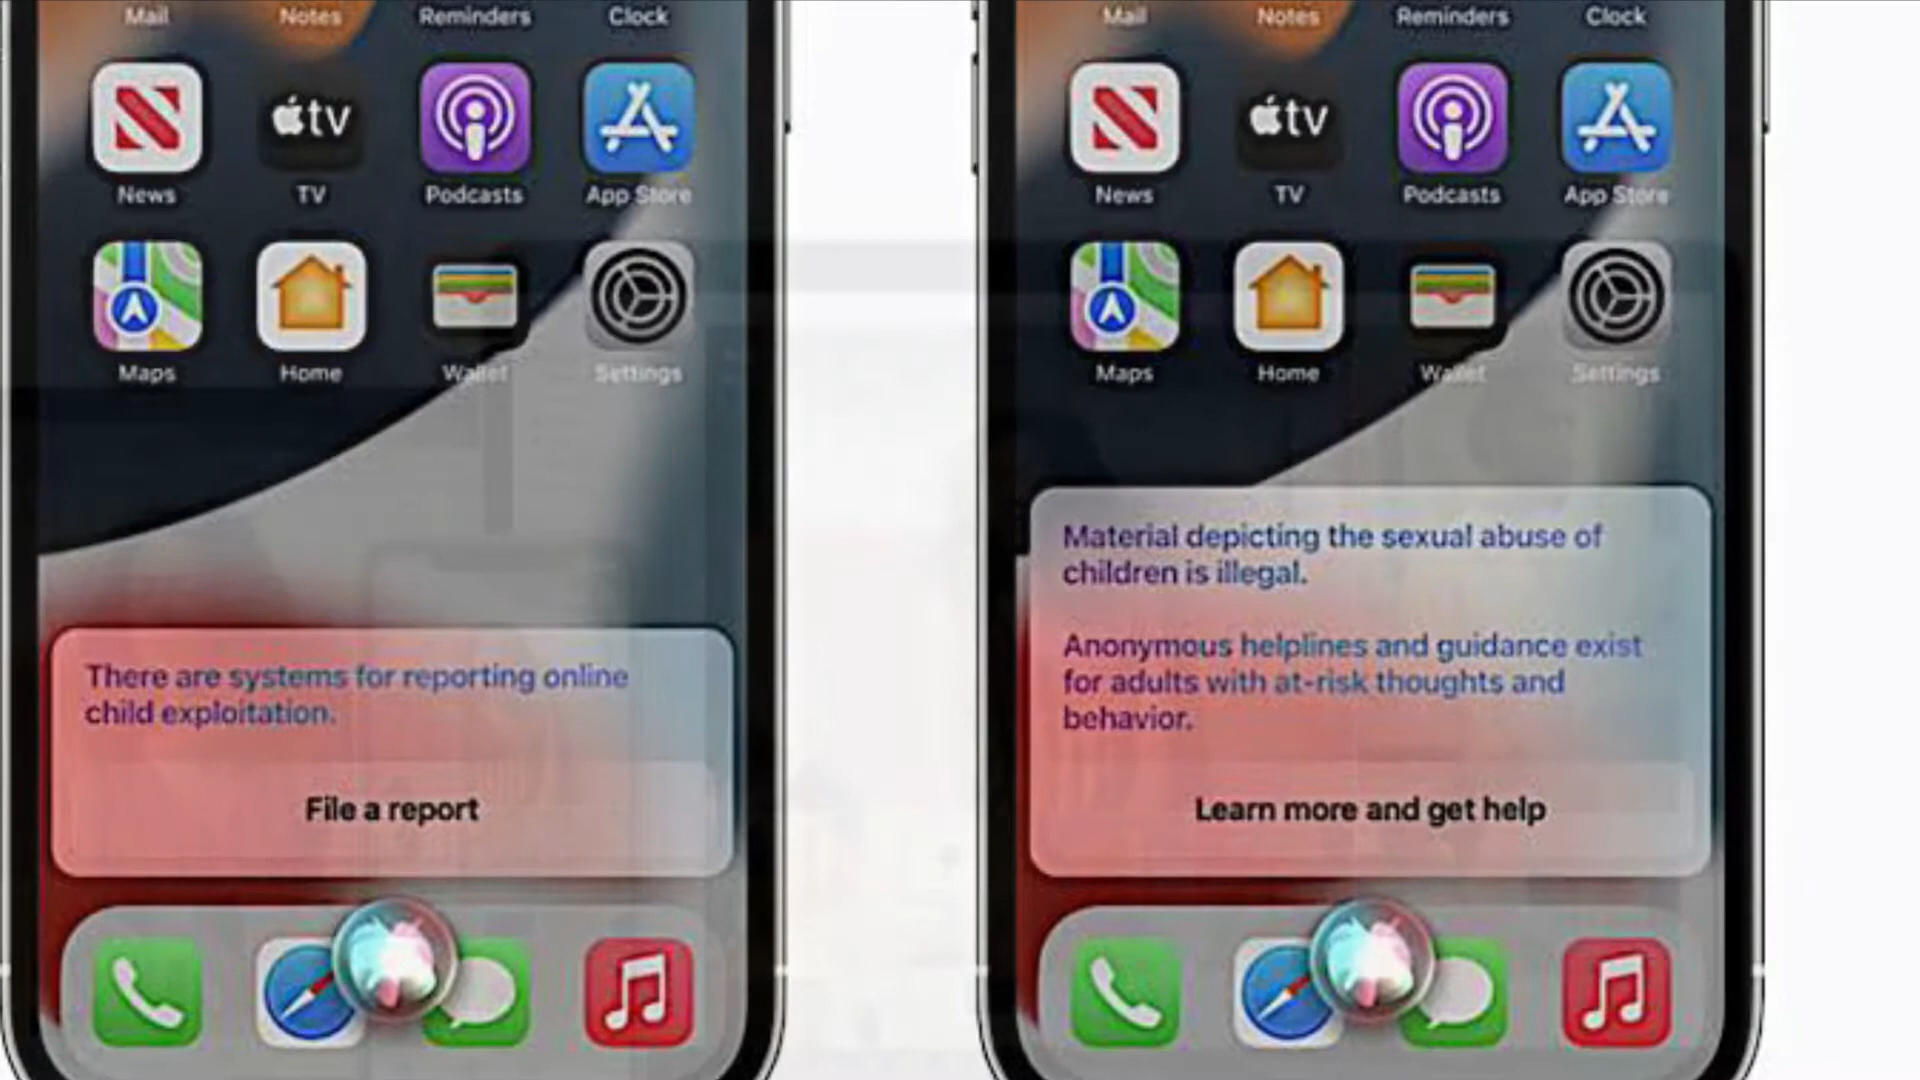 Mail Notes Reminders Clock
tv
News TV Podcasts App Store
Maps Home Wallet Settings
There are systems for reporting online
child exploitation.
File a report
Mail Notes Reminders Clock
tv
News TV Podcasts App Store
Maps Home Wallet Settings
Material depicting the sexual abuse of
children is illegal.
Anonymous helplines and guidance exist
for adults with at-risk thoughts and
behavior.
Learn more and get help